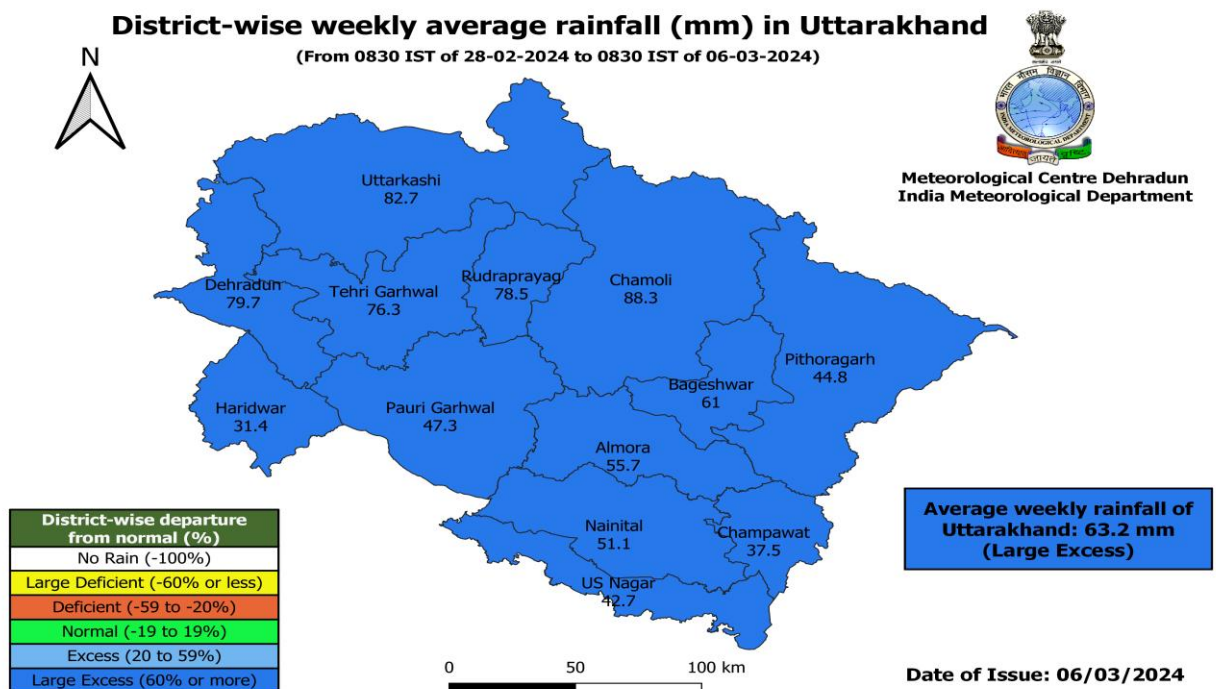 District-wise weekly average rainfall (mm) in Uttarakhand
(From 0830 IST of 28-02-2024 to 0830 IST of 06-03-2024)
N
भारत मौसम विज्ञान विभाग
INDIA METEOROLOGICAL DEPARTMENT
Meteorological Centre Dehradun
India Meteorological Department
Uttarkashi
82.7
Dehradun
79.7
Tehri Garhwal
76.3
Rudraprayag
78.5
Chamoli
88.3
Pithoragarh
44.8
Bageshwar
61
Haridwar
31.4
Pauri Garhwal
47.3
Almora
55.7
Nainital
51.1
Champawat
37.5
US Nagar
42.7
Average weekly rainfall of
Uttarakhand: 63.2 mm
(Large Excess)
District-wise departure
from normal (%)
No Rain (-100%)
Large Deficient (-60% or less)
Deficient (-59 to -20%)
Normal (-19 to 19%)
Excess (20 to 59%)
Large Excess (60% or more)
0 50 100 km
Date of Issue: 06/03/2024